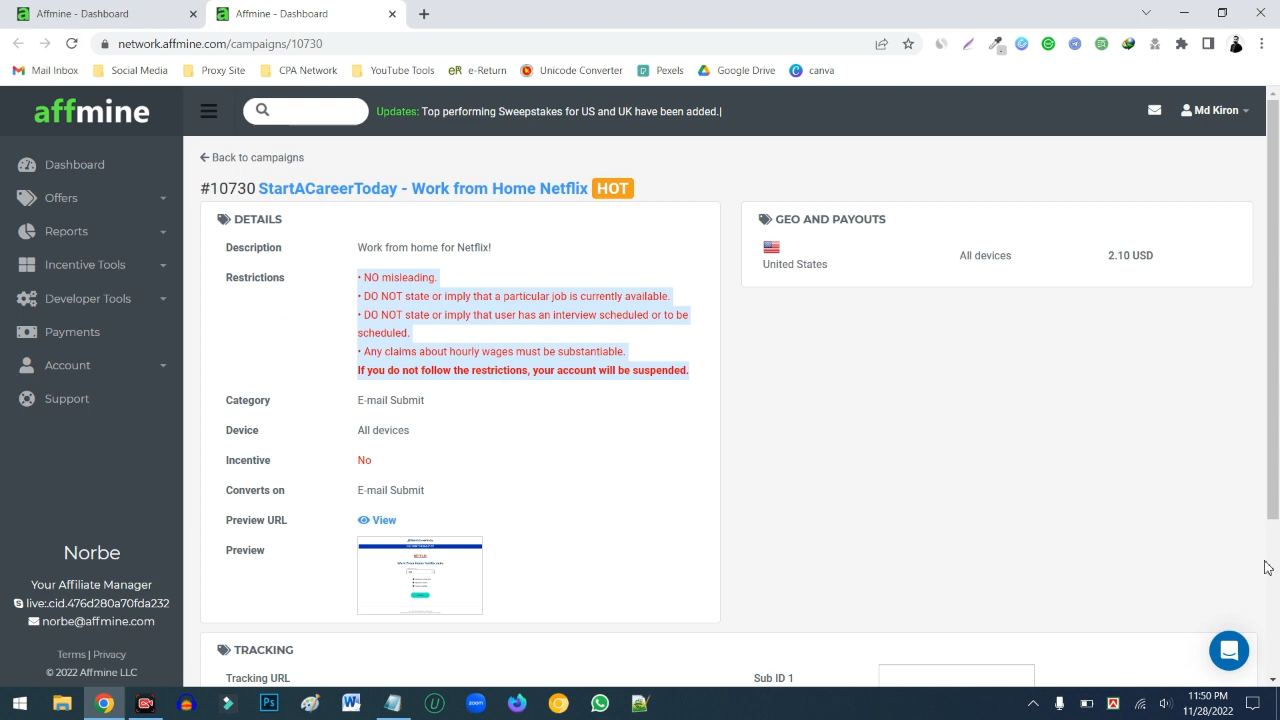 Affmine - Domain
Affmine - Domain
network.affmine.com/campaigns/10730
Mail Inbox
Social Media
Proxy Site
CPA Network
YouTube Tools
eR e-Return
Unicode Converter
Pexels
Google Drive
canva
affmine
Updates: Top performing Sweepstakes for US and UK have been added.|
Md Kiron
Dashboard
Offers
Reports
Incentive Tools
Developer Tools
Payments
Account
Support
Norbe
Your Affiliate Manager
live:.cid.476d280a70fda232
norbe@affmine.com
Terms | Privacy
© 2022 Affmine LLC
Back to campaigns
#10730 StartACareerToday - Work from Home Netflix HOT
DETAILS
Description Work from home for Netflix!
Restrictions • NO misleading.
• DO NOT state or imply that a particular job is currently available.
• DO NOT state or imply that user has an interview scheduled or to be
scheduled.
• Any claims about hourly wages must be substantiable.
If you do not follow the restrictions, your account will be suspended.
Category E-mail Submit
Device All devices
Incentive No
Converts on E-mail Submit
Preview URL View
Preview
GEO AND PAYOUTS
United States All devices 2.10 USD
TRACKING
Tracking URL Sub ID 1
11:50 PM
11/28/2022